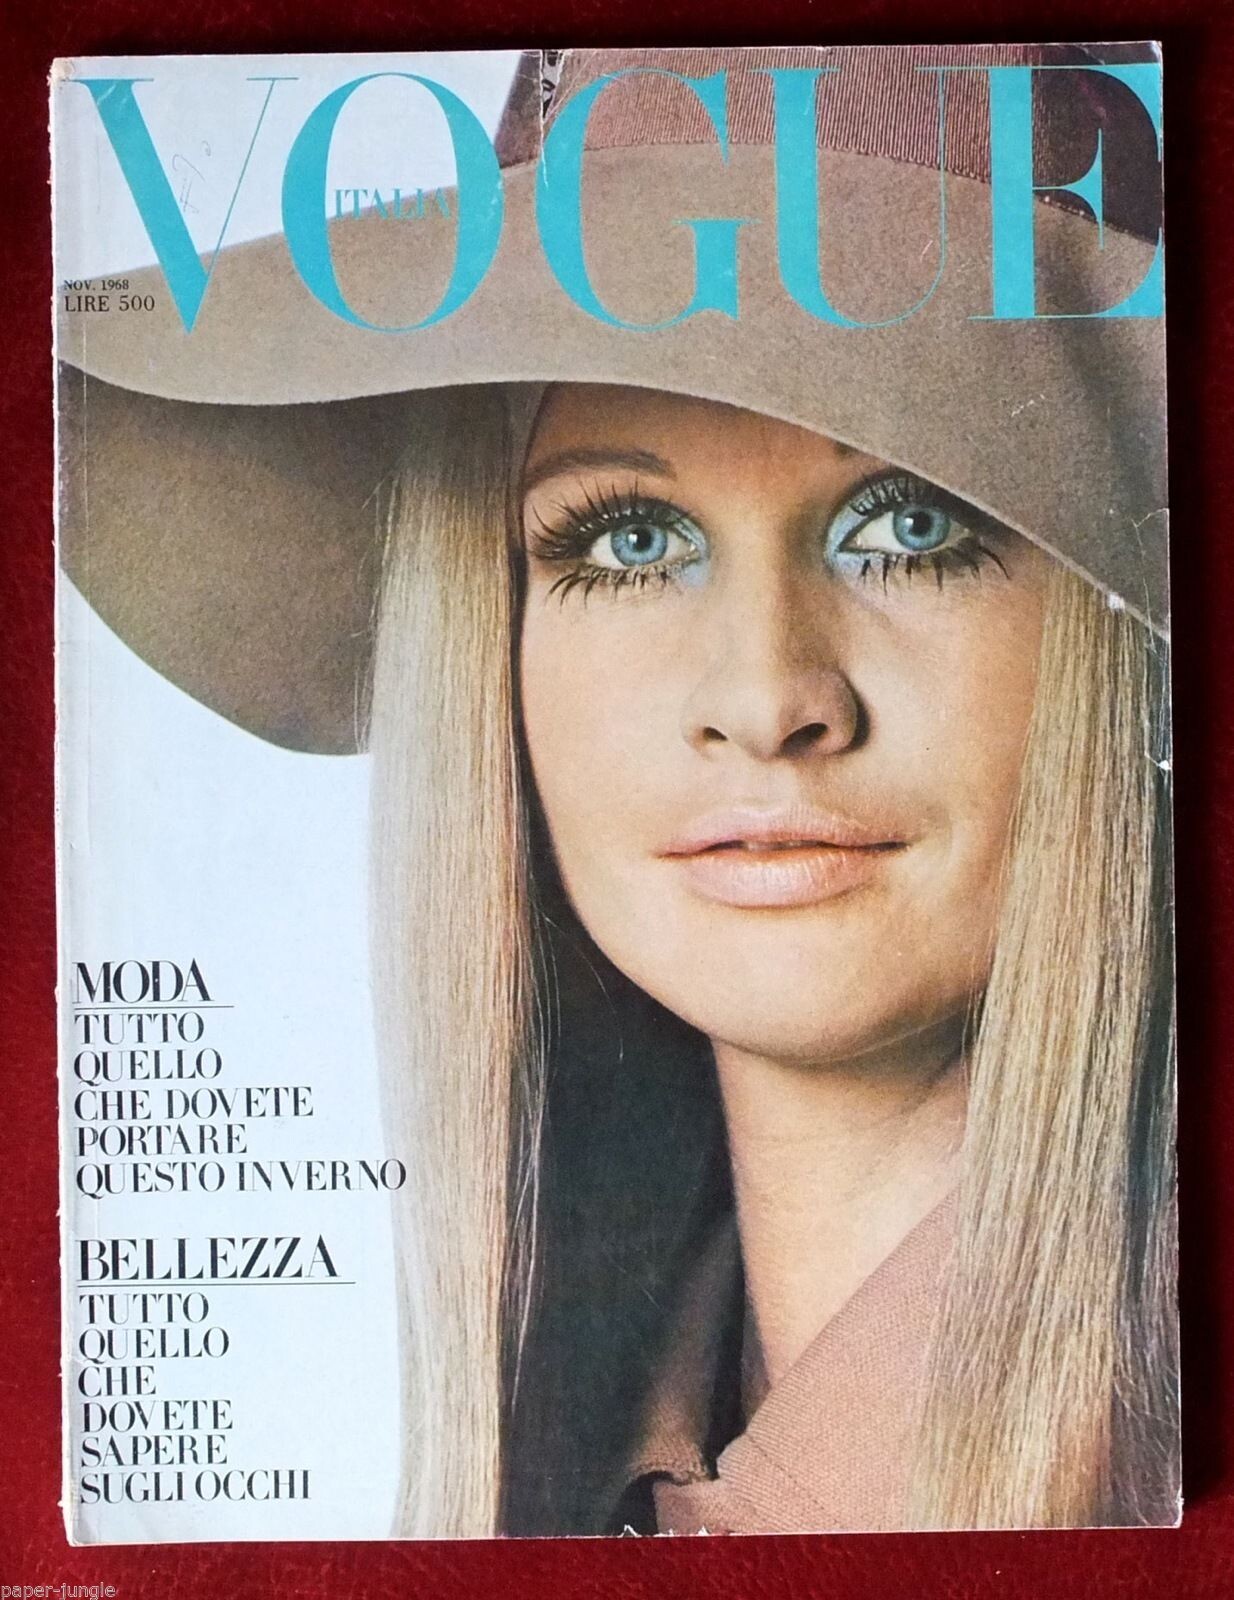 VOGUE
ITALIA
NOV. 1968
LIRE 500
MODA
TUTTO
QUELLO
CHE DOVETE
PORTARE
QUESTO INVERNO
BELLEZZA
TUTTO
QUELLO
CHE
DOVETE
SAPERE
SUGLI OCCHI
paper-jungle